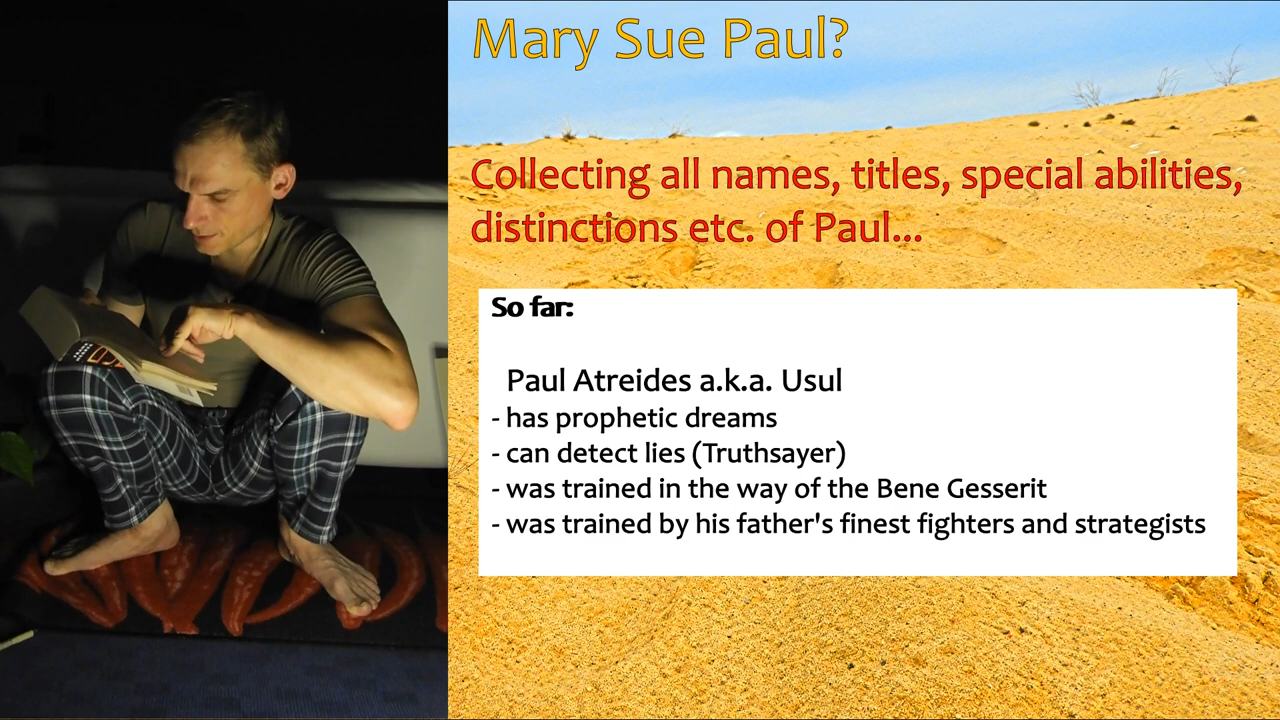 Mary Sue Paul?
Collecting all names, titles, special abilities,
distinctions etc. of Paul...
So far:
Paul Atreides a.k.a. Usul
- has prophetic dreams
- can detect lies (Truthsayer)
- was trained in the way of the Bene Gesserit
- was trained by his father's finest fighters and strategists